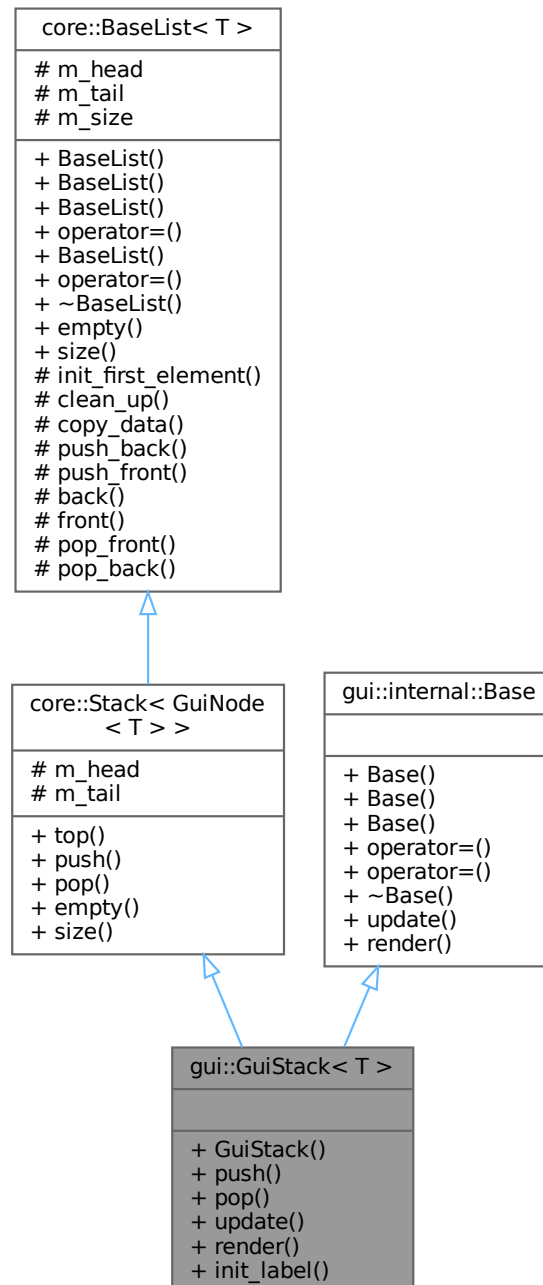 core::BaseList< T >
# m_head
# m_tail
# m_size
+ BaseList()
+ BaseList()
+ BaseList()
+ operator=()
+ BaseList()
+ operator=()
+ ~BaseList()
+ empty()
+ size()
# init_first_element()
# clean_up()
# copy_data()
# push_back()
# push_front()
# back()
# front()
# pop_front()
# pop_back()
core::Stack< GuiNode
< T > >
# m_head
# m_tail
+ top()
+ push()
+ pop()
+ empty()
+ size()
gui::internal::Base
+ Base()
+ Base()
+ Base()
+ operator=()
+ operator=()
+ ~Base()
+ update()
+ render()
gui::GuiStack< T >
+ GuiStack()
+ push()
+ pop()
+ update()
+ render()
+ init_label()